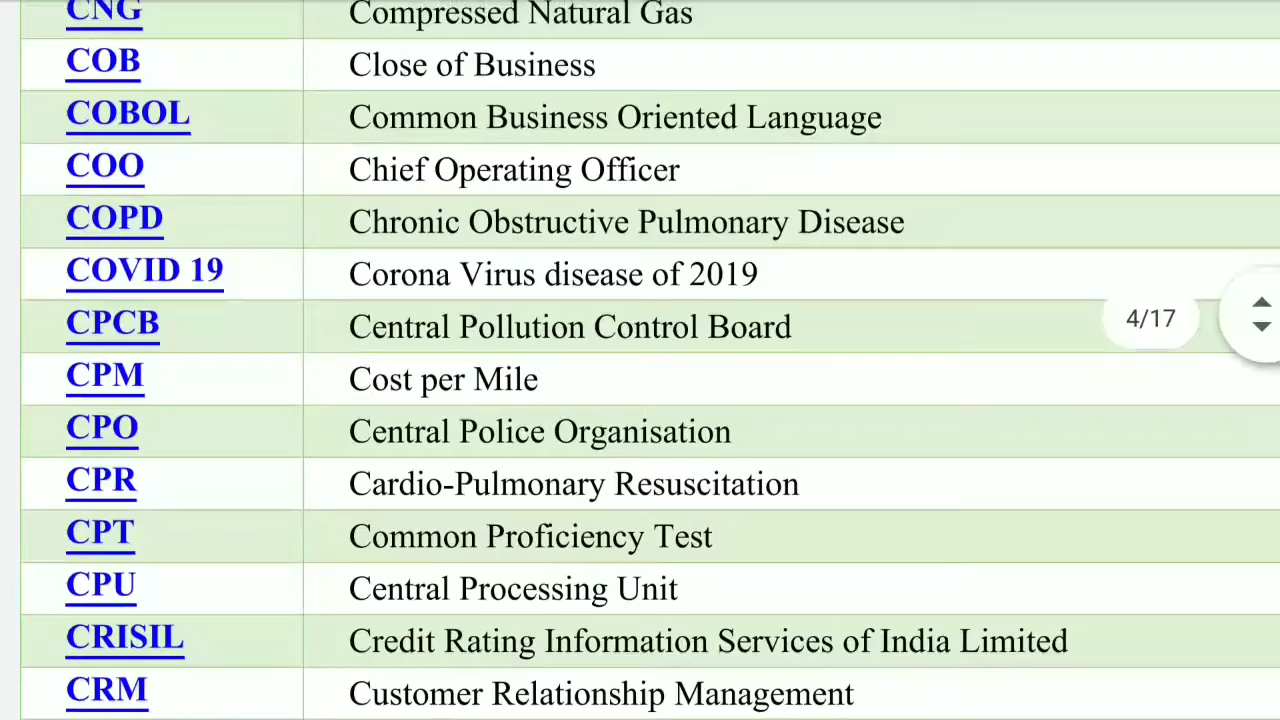 CNG Compressed Natural Gas
COB Close of Business
COBOL Common Business Oriented Language
COO Chief Operating Officer
COPD Chronic Obstructive Pulmonary Disease
COVID 19 Corona Virus disease of 2019
CPCB Central Pollution Control Board
4/17
CPM Cost per Mile
CPO Central Police Organisation
CPR Cardio-Pulmonary Resuscitation
CPT Common Proficiency Test
CPU Central Processing Unit
CRISIL Credit Rating Information Services of India Limited
CRM Customer Relationship Management